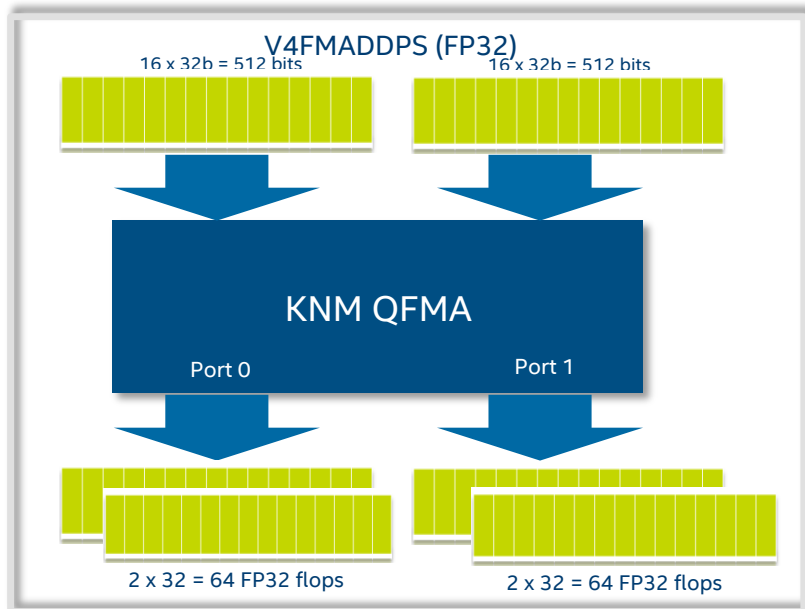 V4FMADDPS (FP32)
16 x 32b = 512 bits
16 x 32b = 512 bits
KNM QFMA
Port 0
Port 1
2 x 32 = 64 FP32 flops
2 x 32 = 64 FP32 flops